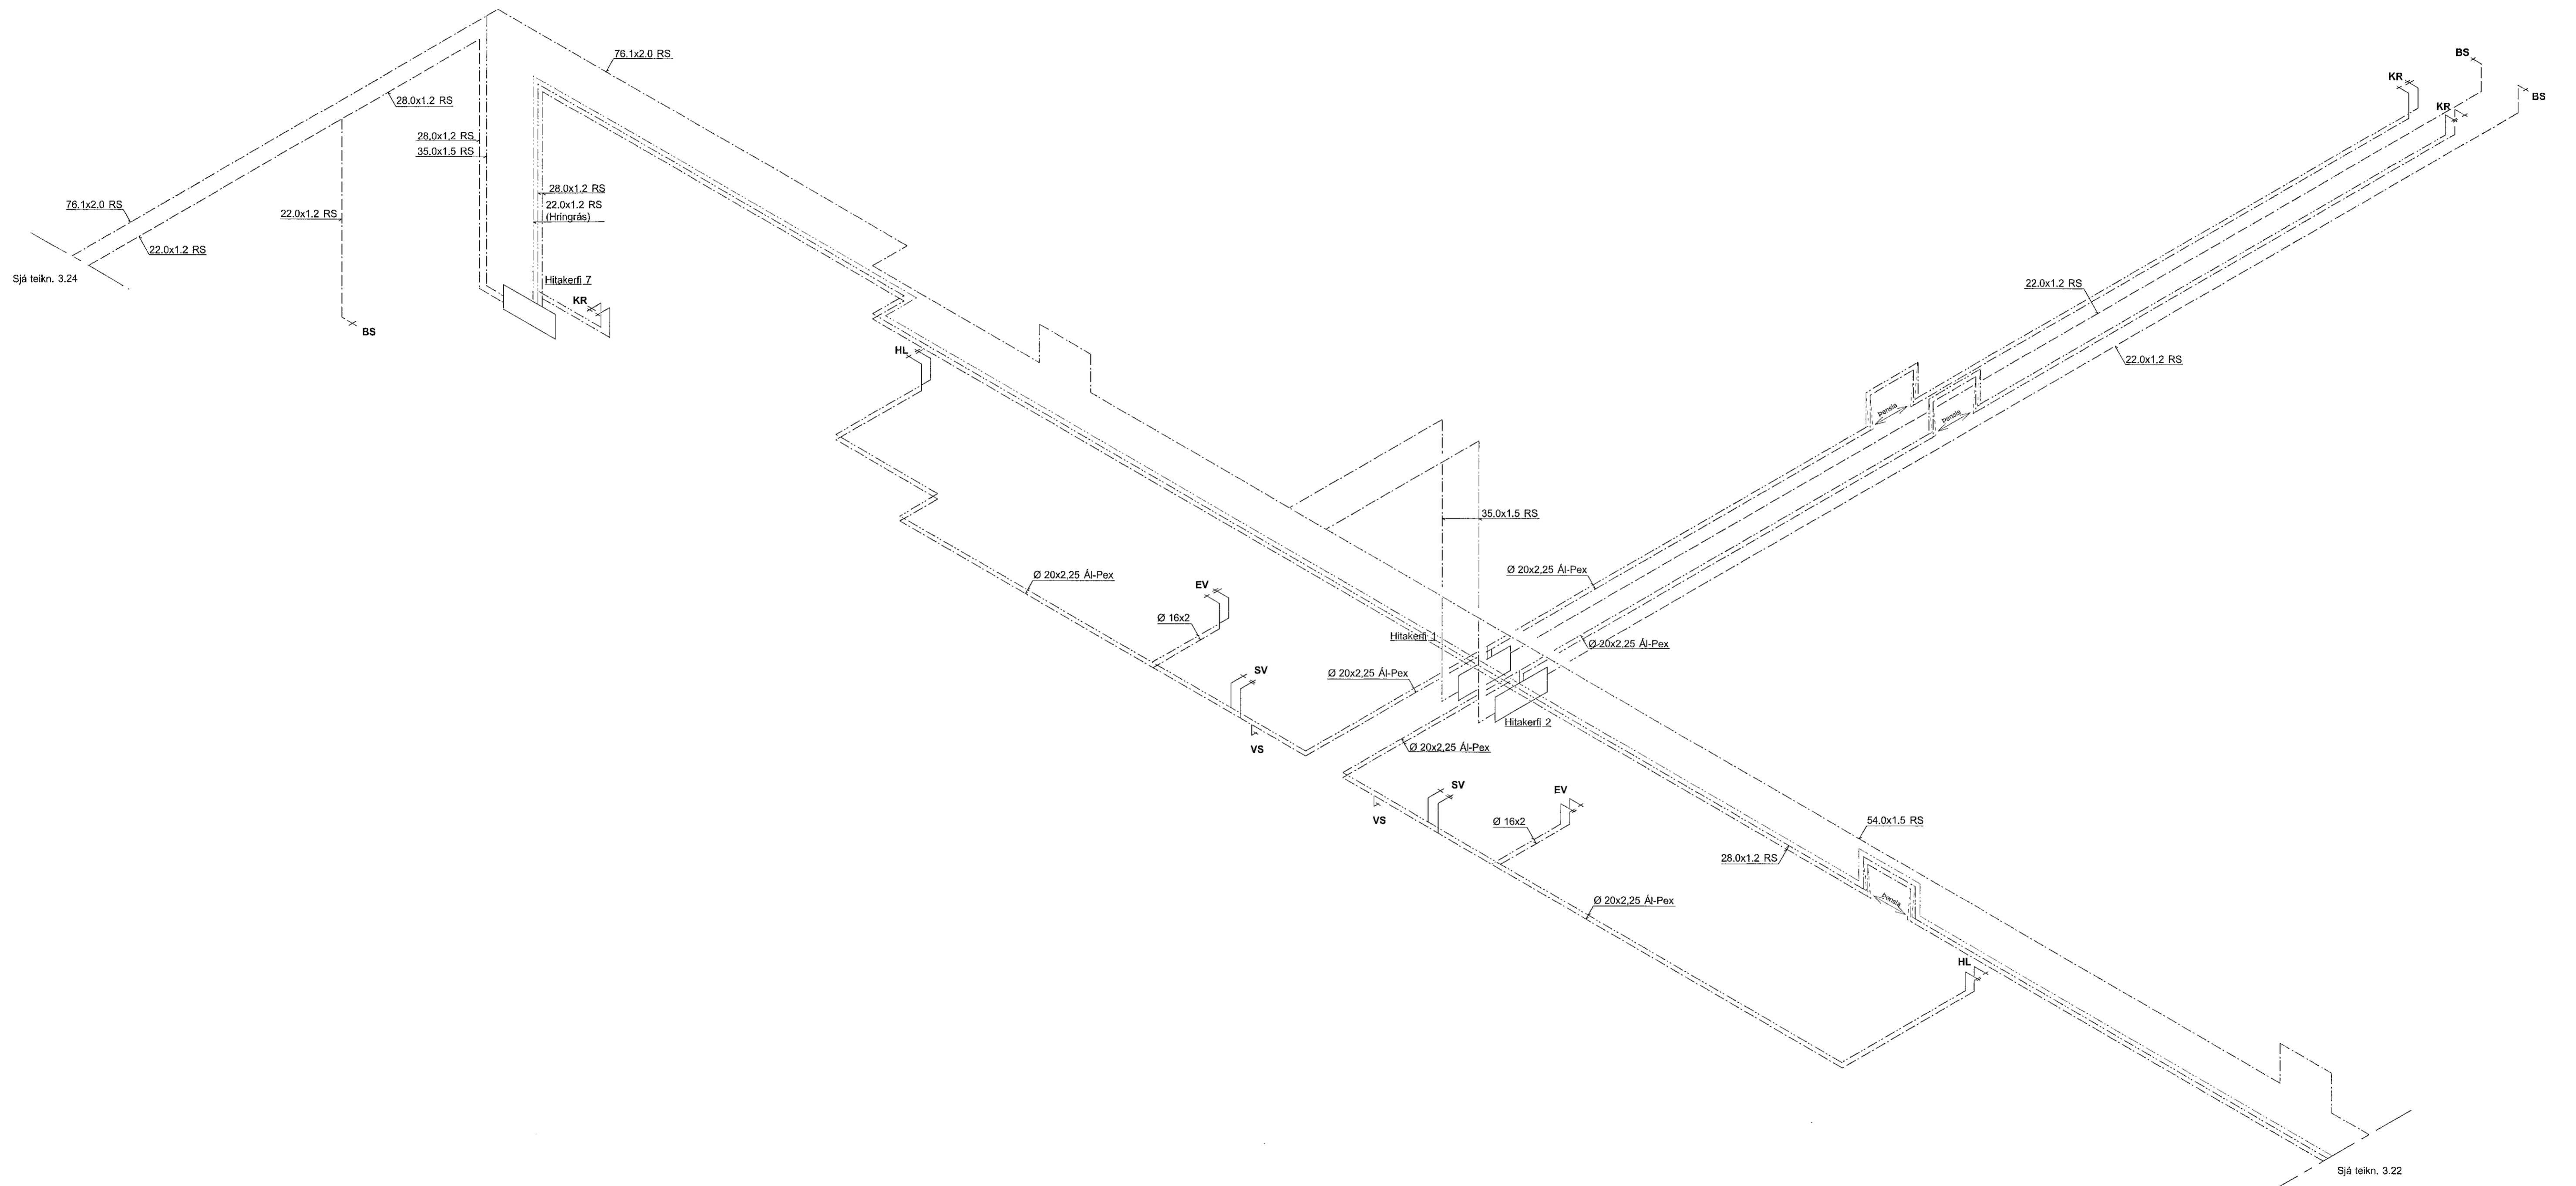 76.1x2.0 RS
BS
KR
BS
28.0x1.2 RS
KR
28.0x1.2 RS
35.0x1.5 RS
28.0x1.2 RS
76.1x2.0 RS
22.0x1.2 RS
(Hringrás)
22.0x1.2 RS
22.0x1.2 RS
Sjá teikn. 3.24
Hitakerfi 7
22.0x1.2 RS
KR
BS
HL
22.0x1.2 RS
þensla
þensla
35.0x1.5 RS
Ø 20x2,25 Ál-Pex
Ø 20x2,25 Ál-Pex
EV
Ø 16x2
Hitakerfi 1
Ø 20x2,25 Ál-Pex
SV
Ø 20x2,25 Ál-Pex
Hitakerfi 2
VS
Ø 20x2,25 Ál-Pex
SV
EV
VS
Ø 16x2
54.0x1.5 RS
28.0x1.2 RS
Ø 20x2,25 Ál-Pex
þensla
HL
Sjá teikn. 3.22